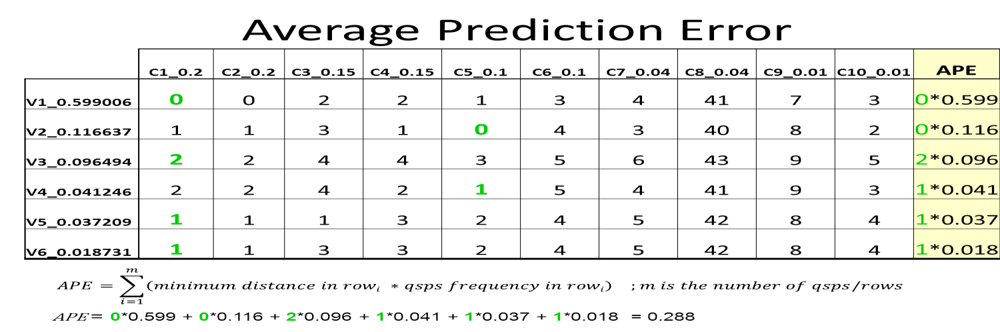 Average Prediction Error
C1_0.2 C2_0.2 C3_0.15 C4_0.15 C5_0.1 C6_0.1 C7_0.04 C8_0.04 C9_0.01 C10_0.01 APE
V1_0.599006 0 0 2 2 1 3 4 41 7 3 0*0.599
V2_0.116637 1 1 3 1 0 4 3 40 8 2 0*0.116
V3_0.096494 2 2 4 4 3 5 6 43 9 5 2*0.096
V4_0.041246 2 2 4 2 1 5 4 41 9 3 1*0.041
V5_0.037209 1 1 1 3 2 4 5 42 8 4 1*0.037
V6_0.018731 1 1 3 3 2 4 5 42 8 4 1*0.018
APE = ∑_{i=1}^{m} (minimum distance in row_i * qsps frequency in row_i) ; m is the number of qsps/rows
APE= 0*0.599 + 0*0.116 + 2*0.096 + 1*0.041 + 1*0.037 + 1*0.018 = 0.288